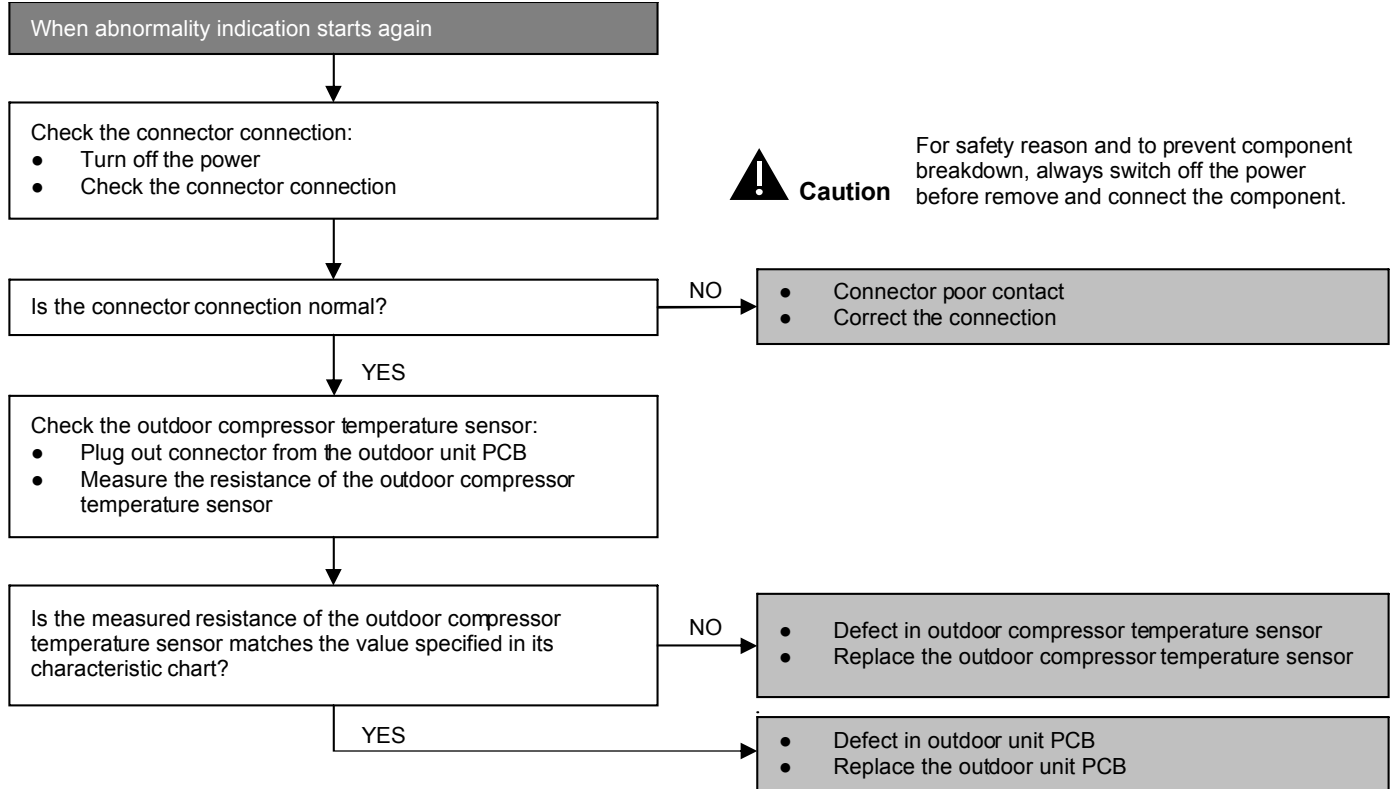 When abnormality indication starts again
Check the connector connection:
● Turn off the power
● Check the connector connection
Caution
For safety reason and to prevent component
breakdown, always switch off the power
before remove and connect the component.
Is the connector connection normal?
NO
● Connector poor contact
● Correct the connection
YES
Check the outdoor compressor temperature sensor:
● Plug out connector from the outdoor unit PCB
● Measure the resistance of the outdoor compressor
temperature sensor
Is the measured resistance of the outdoor compressor
temperature sensor matches the value specified in its
characteristic chart?
NO
● Defect in outdoor compressor temperature sensor
● Replace the outdoor compressor temperature sensor
YES
● Defect in outdoor unit PCB
● Replace the outdoor unit PCB